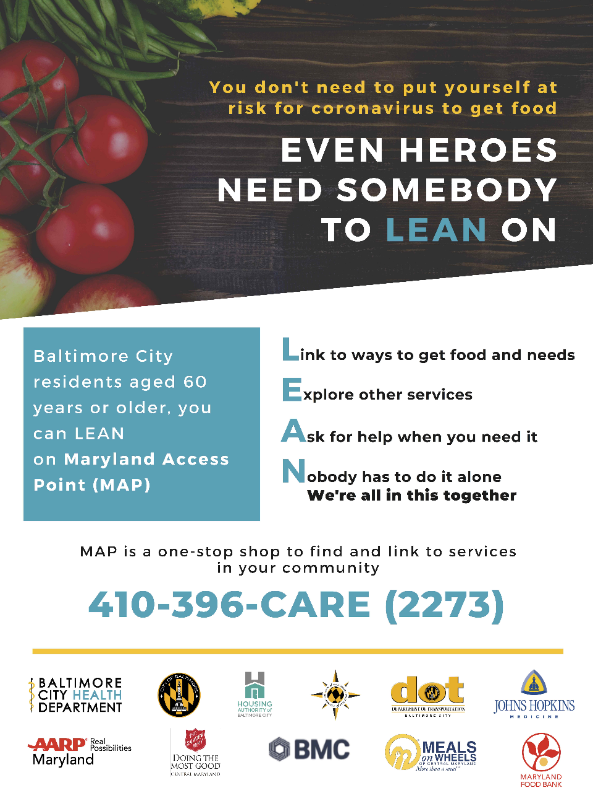 You don't need to put yourself at
risk for coronavirus to get food
EVEN HEROES
NEED SOMEBODY
TO LEAN ON
Baltimore City
residents aged 60
years or older, you
can LEAN
on Maryland Access
Point (MAP)
Link to ways to get food and needs
Explore other services
Ask for help when you need it
Nobody has to do it alone
We're all in this together
MAP is a one-stop shop to find and link to services
in your community
410-396-CARE (2273)
BALTIMORE
CITY HEALTH
DEPARTMENT
HOUSING
AUTHORITY of
BALTIMORE CITY
dot
DEPARTMENT OF TRANSPORTATION
BALTIMORE CITY
JOHNS HOPKINS
MEDICINE
AARP Real Possibilities
Maryland
DOING THE
MOST GOOD
CENTRAL MARYLAND
BMC
MEALS
on WHEELS
OF CENTRAL MARYLAND
More than a meal
MARYLAND
FOOD BANK